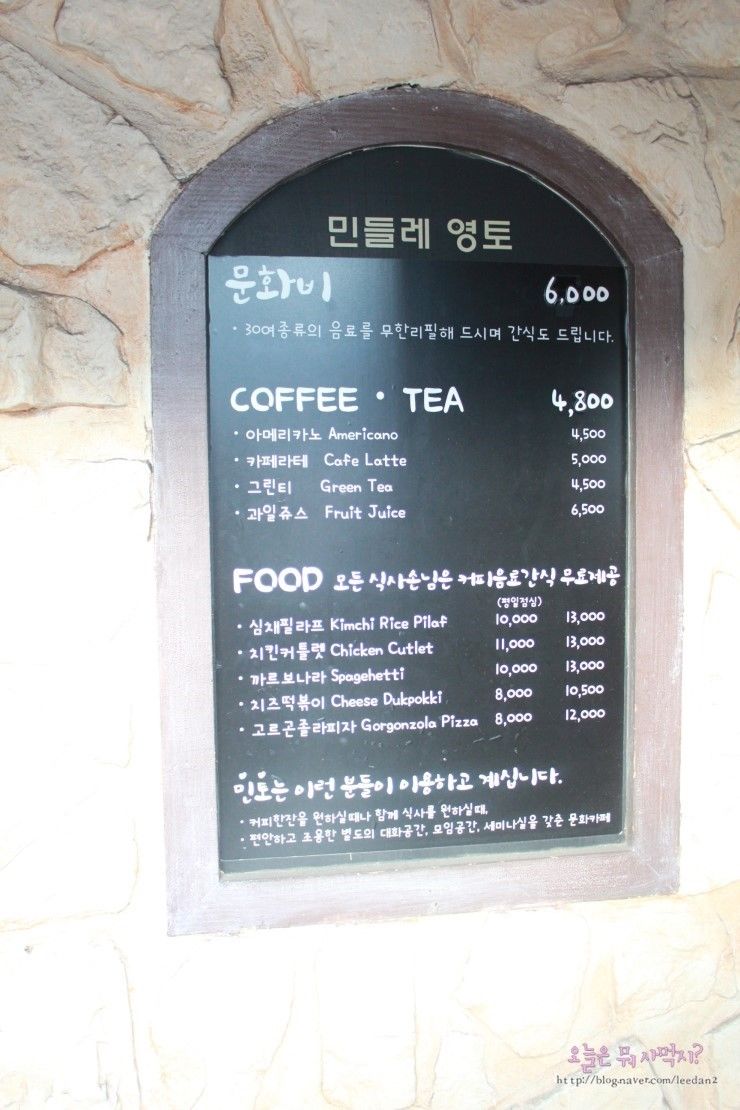 민들레 영토
문화비 6,000
· 30여종류의 음료를 무한리필해 드시며 간식도 드립니다.
COFFEE · TEA 4,800
· 아메리카노 Americano 4,500
· 카페라테 Cafe Latte 5,000
· 그린티 Green Tea 4,500
· 과일쥬스 Fruit Juice 6,500
FOOD 모든 식사손님은 커피음료간식 무료제공
(평일점심)
· 심채필라프 Kimchi Rice Pilaf 10,000 13,000
· 치킨커틀렛 Chicken Cutlet 11,000 13,000
· 까르보나라 Spagehetti 10,000 13,000
· 치즈떡볶이 Cheese Dukpokki 8,000 10,500
· 고르곤졸라피자 Gorgonzola Pizza 8,000 12,000
민토는 이런 분들이 이용하고 계십니다.
· 커피한잔을 원하실때나 함께 식사를 원하실때,
· 편안하고 조용한 별도의 대화공간, 모임공간, 세미나실을 갖춘 문화카페
오늘은 뭐 사먹지?
http://blog.naver.com/leedan2